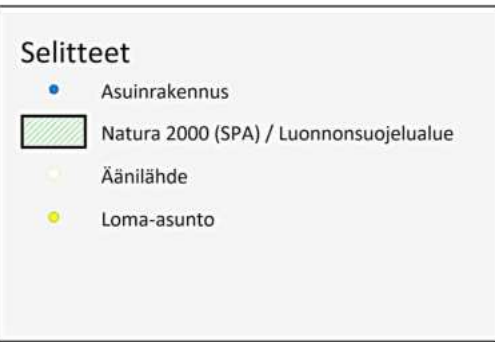 Selitteet
Asuinrakennus
Natura 2000 (SPA) / Luonnonsuojelualue
Äänilähde
Loma-asunto